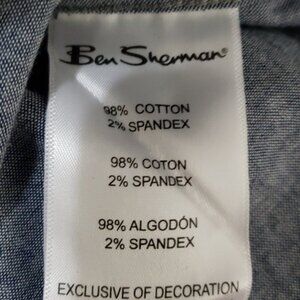 Ben Sherman®
98% COTTON
2% SPANDEX
98% COTON
2% SPANDEX
98% ALGODÓN
2% SPANDEX
EXCLUSIVE OF DECORATION